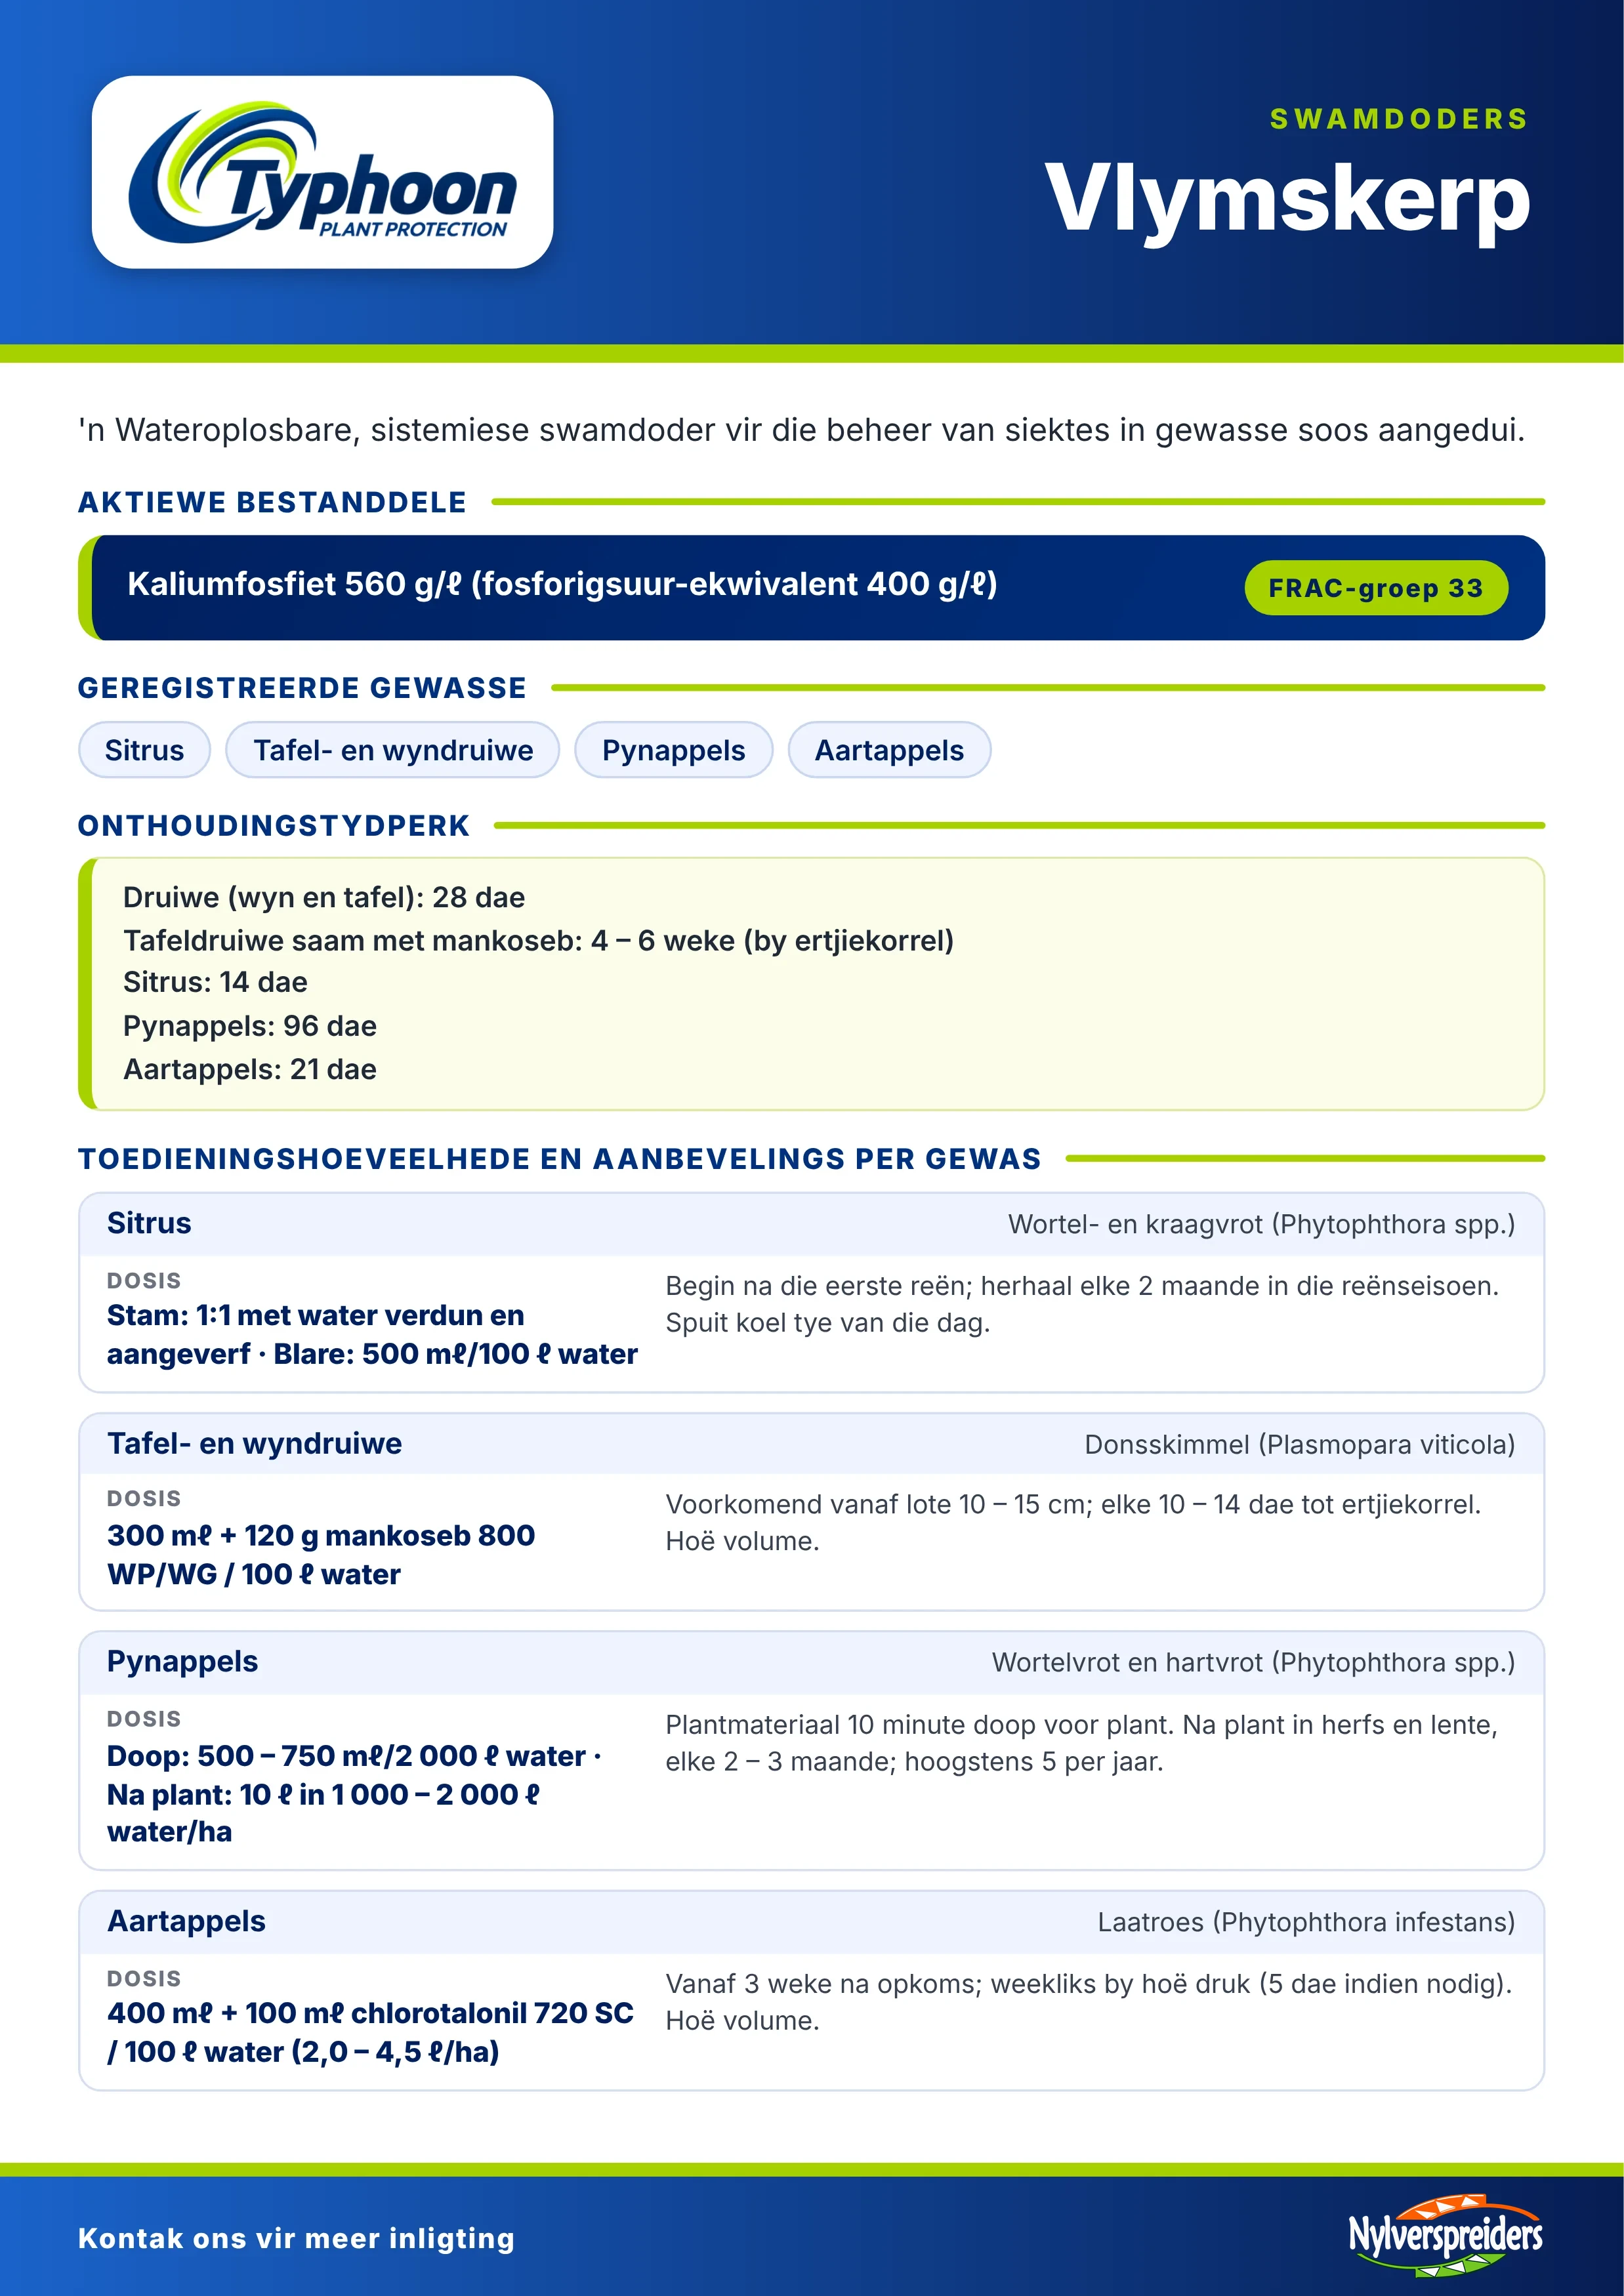 Typhoon
PLANT PROTECTION
SWAMDODERS
Vlymskerp
'n Wateroplosbare, sistemiese swamdoder vir die beheer van siektes in gewasse soos aangedui.
AKTIEWE BESTANDDELE
Kaliumfosfiet 560 g/ℓ (fosforigsuur-ekwivalent 400 g/ℓ)
FRAC-groep 33
GEREGISTREERDE GEWASSE
Sitrus
Tafel- en wyndruiwe
Pynappels
Aartappels
ONTHOUDINGSTYDPERK
Druiwe (wyn en tafel): 28 dae
Tafeldruiwe saam met mankoseb: 4 – 6 weke (by ertjiekorrel)
Sitrus: 14 dae
Pynappels: 96 dae
Aartappels: 21 dae
TOEDIENINGSHOEVEELHEDE EN AANBEVELINGS PER GEWAS
Sitrus
Wortel- en kraagvrot (Phytophthora spp.)
DOSIS
Stam: 1:1 met water verdun en
aangeverf · Blare: 500 mℓ/100 ℓ water
Begin na die eerste reën; herhaal elke 2 maande in die reënseisoen.
Spuit koel tye van die dag.
Tafel- en wyndruiwe
Donsskimmel (Plasmopara viticola)
DOSIS
300 mℓ + 120 g mankoseb 800
WP/WG / 100 ℓ water
Voorkomend vanaf lote 10 – 15 cm; elke 10 – 14 dae tot ertjiekorrel.
Hoë volume.
Pynappels
Wortelvrot en hartvrot (Phytophthora spp.)
DOSIS
Doop: 500 – 750 mℓ/2 000 ℓ water ·
Na plant: 10 ℓ in 1 000 – 2 000 ℓ
water/ha
Plantmateriaal 10 minute doop voor plant. Na plant in herfs en lente,
elke 2 – 3 maande; hoogstens 5 per jaar.
Aartappels
Laatroes (Phytophthora infestans)
DOSIS
400 mℓ + 100 mℓ chlorotalonil 720 SC
/ 100 ℓ water (2,0 – 4,5 ℓ/ha)
Vanaf 3 weke na opkoms; weekliks by hoë druk (5 dae indien nodig).
Hoë volume.
Kontak ons vir meer inligting
Nylverspreiders